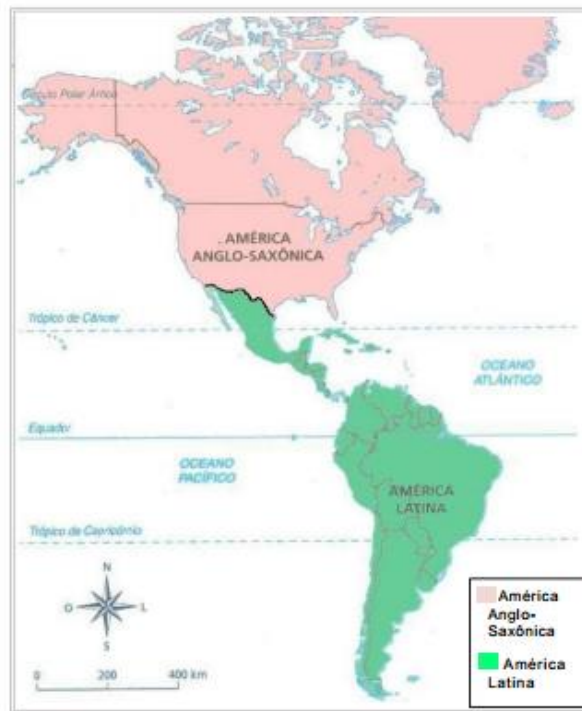 Círculo Polar Ártico
AMÉRICA
ANGLO-SAXÔNICA
Trópico de Câncer
OCEANO
ATLÂNTICO
Equador
OCEANO
PACÍFICO
AMÉRICA
LATINA
Trópico de Capricórnio
N
O
L
S
0 200 400 km
América
Anglo-
Saxônica
América
Latina